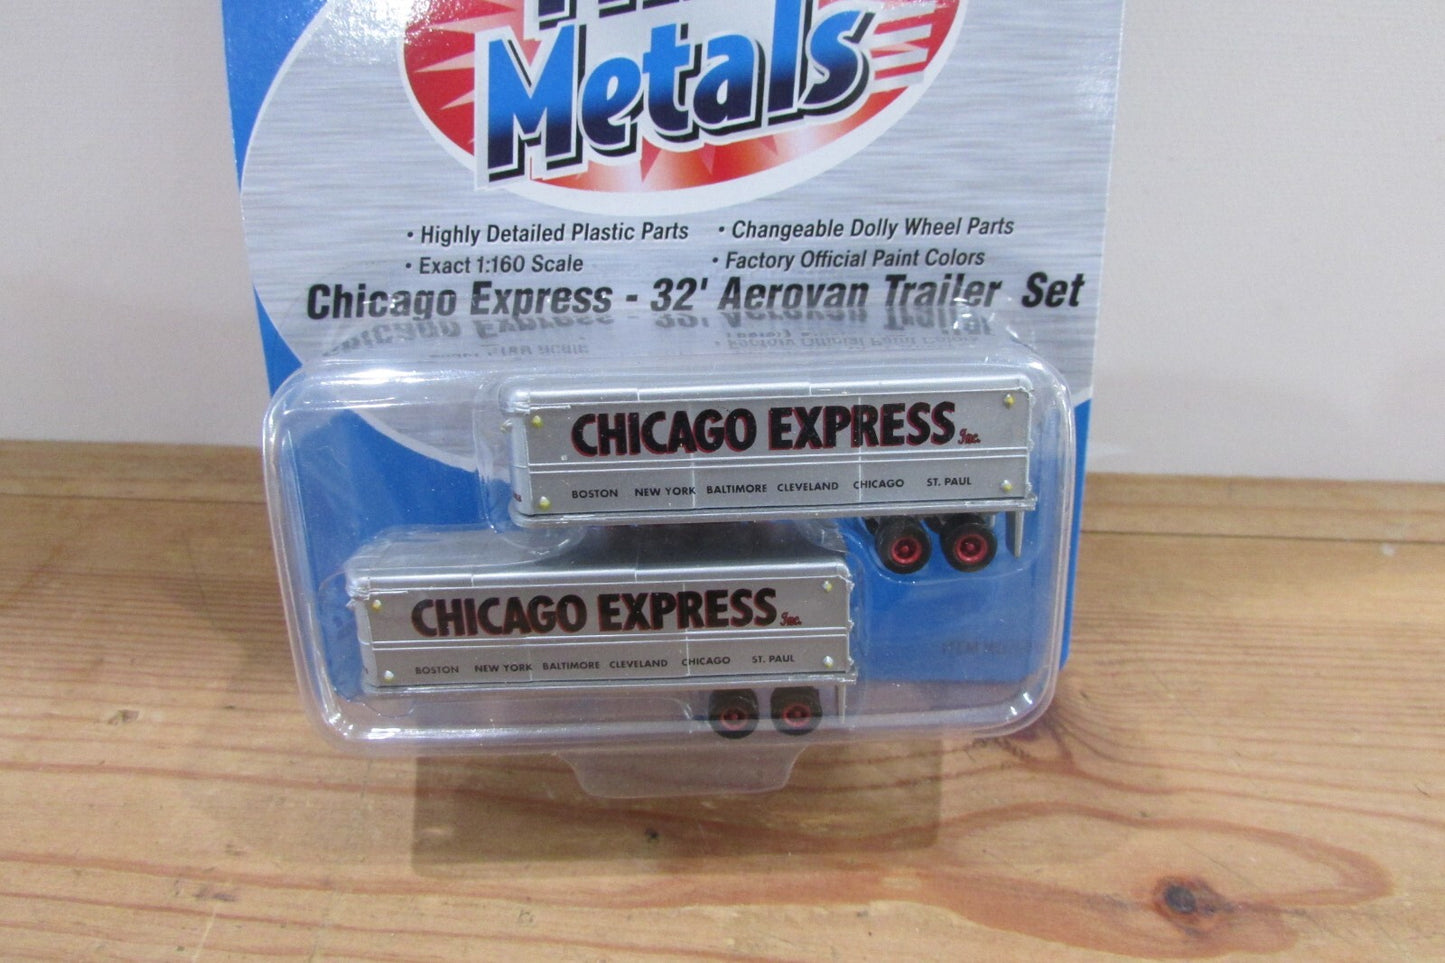 Metals
• Highly Detailed Plastic Parts
• Changeable Dolly Wheel Parts
• Exact 1:160 Scale
• Factory Official Paint Colors
Chicago Express - 32' Aerovan Trailer Set
CHICAGO EXPRESS Inc.
BOSTON NEW YORK BALTIMORE CLEVELAND CHICAGO ST. PAUL
CHICAGO EXPRESS Inc.
BOSTON NEW YORK BALTIMORE CLEVELAND CHICAGO ST. PAUL